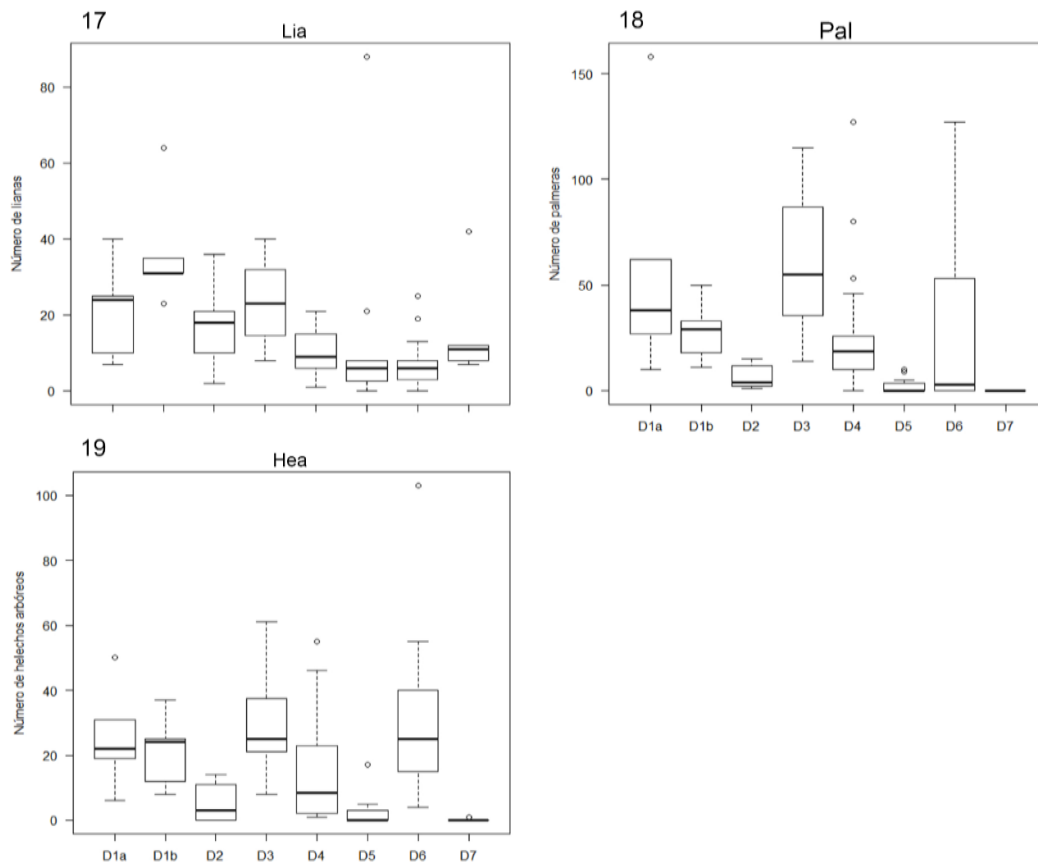 17
Lia
Número de lianas
80
60
40
20
0
18
Pal
Número de palmeras
150
100
50
0
D1a D1b D2 D3 D4 D5 D6 D7
19
Hea
Número de helechos arbóreos
100
80
60
40
20
0
D1a D1b D2 D3 D4 D5 D6 D7